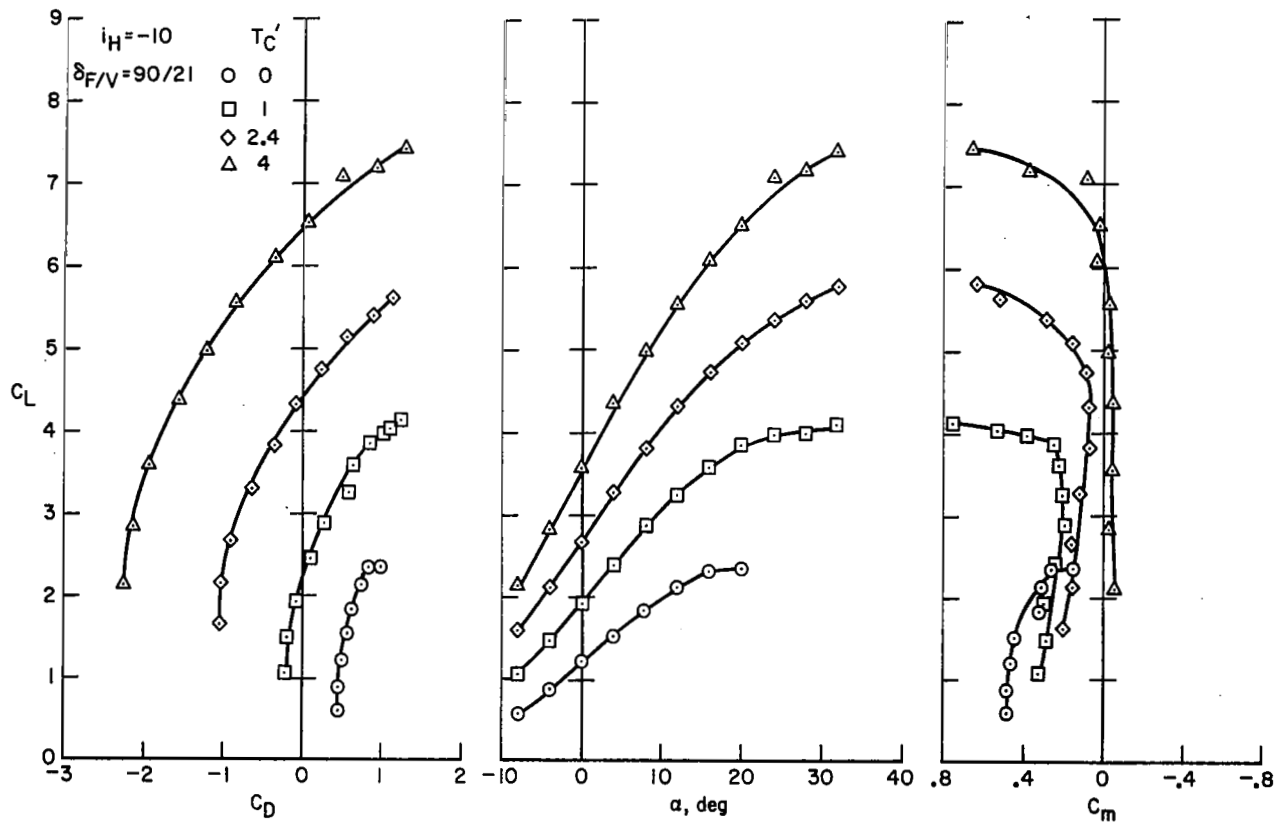 9
8
7
6
5
4
3
2
1
0
C_L
i_H=-10
T_C'
δ_F/V=90/21
○ 0
□ 1
◇ 2.4
△ 4
-3 -2 -1 0 1 2
C_D
-10 0 10 20 30 40
α, deg
.8 .4 0 -.4 -.8
C_m